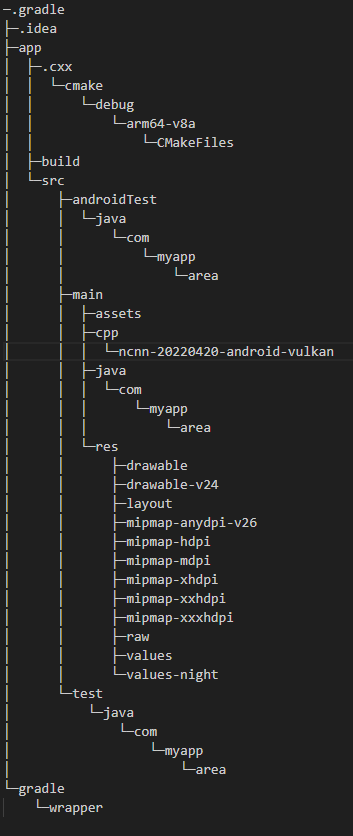 ─.gradle
├─.idea
├─app
│  ├─.cxx
│  │  └─cmake
│  │      └─debug
│  │          └─arm64-v8a
│  │              └─CMakeFiles
│  ├─build
│  └─src
│      ├─androidTest
│      │  └─java
│      │      └─com
│      │          └─myapp
│      │              └─area
│      ├─main
│      │  ├─assets
│      │  ├─cpp
│      │  │  └─ncnn-20220420-android-vulkan
│      │  ├─java
│      │  │  └─com
│      │  │      └─myapp
│      │  │          └─area
│      │  └─res
│      │      ├─drawable
│      │      ├─drawable-v24
│      │      ├─layout
│      │      ├─mipmap-anydpi-v26
│      │      ├─mipmap-hdpi
│      │      ├─mipmap-mdpi
│      │      ├─mipmap-xhdpi
│      │      ├─mipmap-xxhdpi
│      │      ├─mipmap-xxxhdpi
│      │      ├─raw
│      │      ├─values
│      │      └─values-night
│      └─test
│          └─java
│              └─com
│                  └─myapp
│                      └─area
└─gradle
    └─wrapper